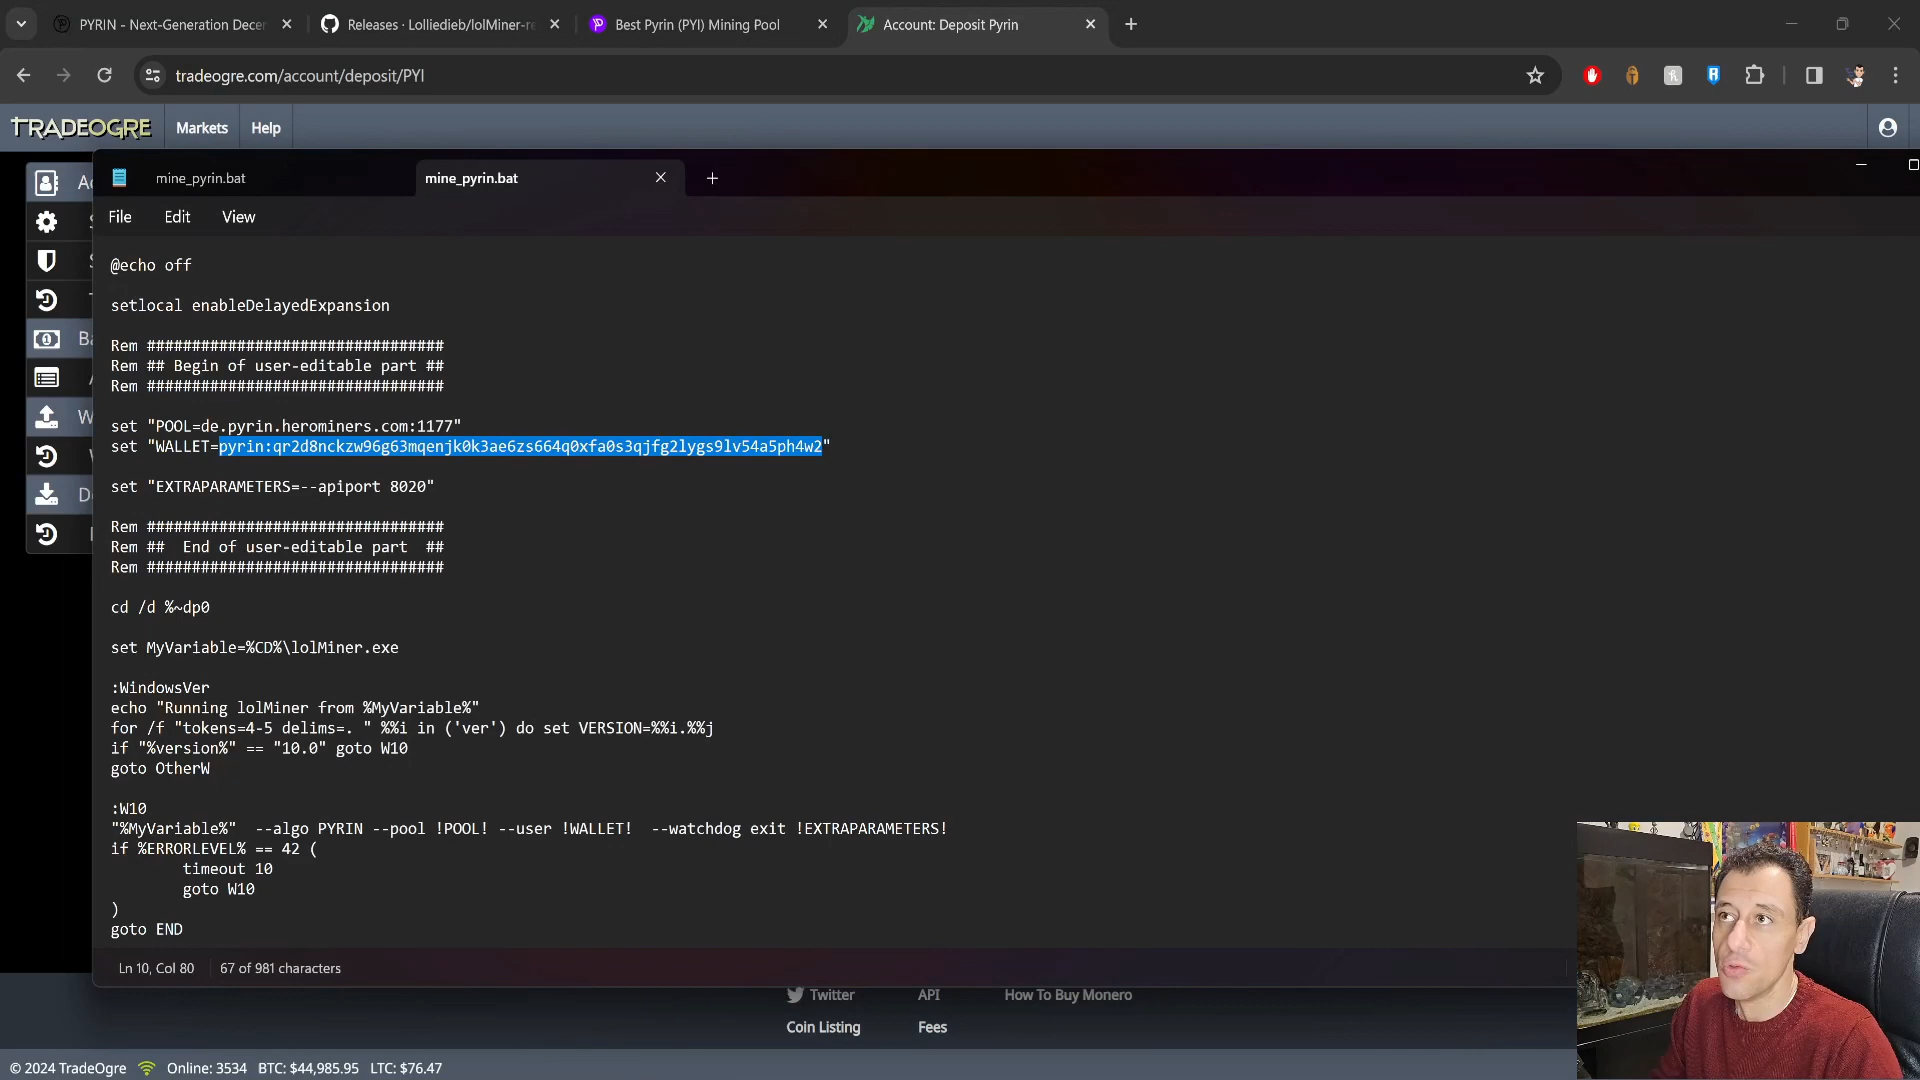 PYRIN - Next-Generation Decer
Releases · Lolliedieb/lolMiner-re
Best Pyrin (PYI) Mining Pool
Account: Deposit Pyrin
tradeogre.com/account/deposit/PYI
TRADEOGRE
Markets
Help
mine_pyrin.bat
mine_pyrin.bat
File
Edit
View
@echo off
setlocal enableDelayedExpansion
Rem #################################
Rem ## Begin of user-editable part ##
Rem #################################
set "POOL=de.pyrin.herominers.com:1177"
set "WALLET=pyrin:qr2d8nckzw96g63mqenjk0k3ae6zs664q0xfa0s3qjfg2lygs9lv54a5ph4w2"
set "EXTRAPARAMETERS=--apiport 8020"
Rem #################################
Rem ##  End of user-editable part  ##
Rem #################################
cd /d %~dp0
set MyVariable=%CD%\lolMiner.exe
:WindowsVer
echo "Running lolMiner from %MyVariable%"
for /f "tokens=4-5 delims=. " %%i in ('ver') do set VERSION=%%i.%%j
if "%version%" == "10.0" goto W10
goto OtherW
:W10
"%MyVariable%"  --algo PYRIN --pool !POOL! --user !WALLET!  --watchdog exit !EXTRAPARAMETERS!
if %ERRORLEVEL% == 42 (
timeout 10
goto W10
)
goto END
Ln 10, Col 80
67 of 981 characters
Twitter
API
How To Buy Monero
Coin Listing
Fees
© 2024 TradeOgre
Online: 3534
BTC: $44,985.95
LTC: $76.47